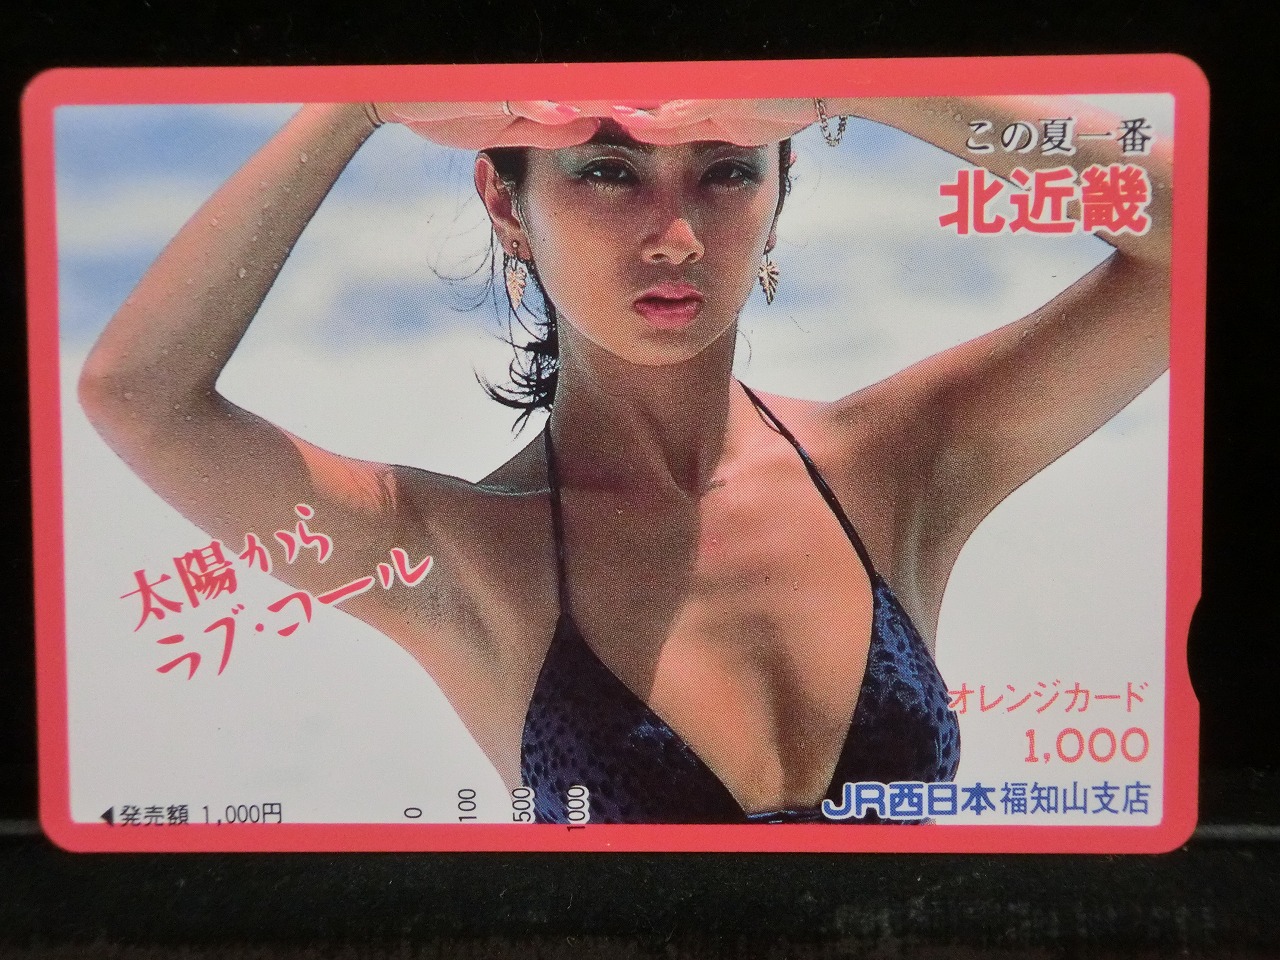 この夏一番
北近畿
太陽から
ラブ・コール
オレンジカード
1,000
JR西日本福知山支店
◀発売額 1,000円
0 100 500 1000